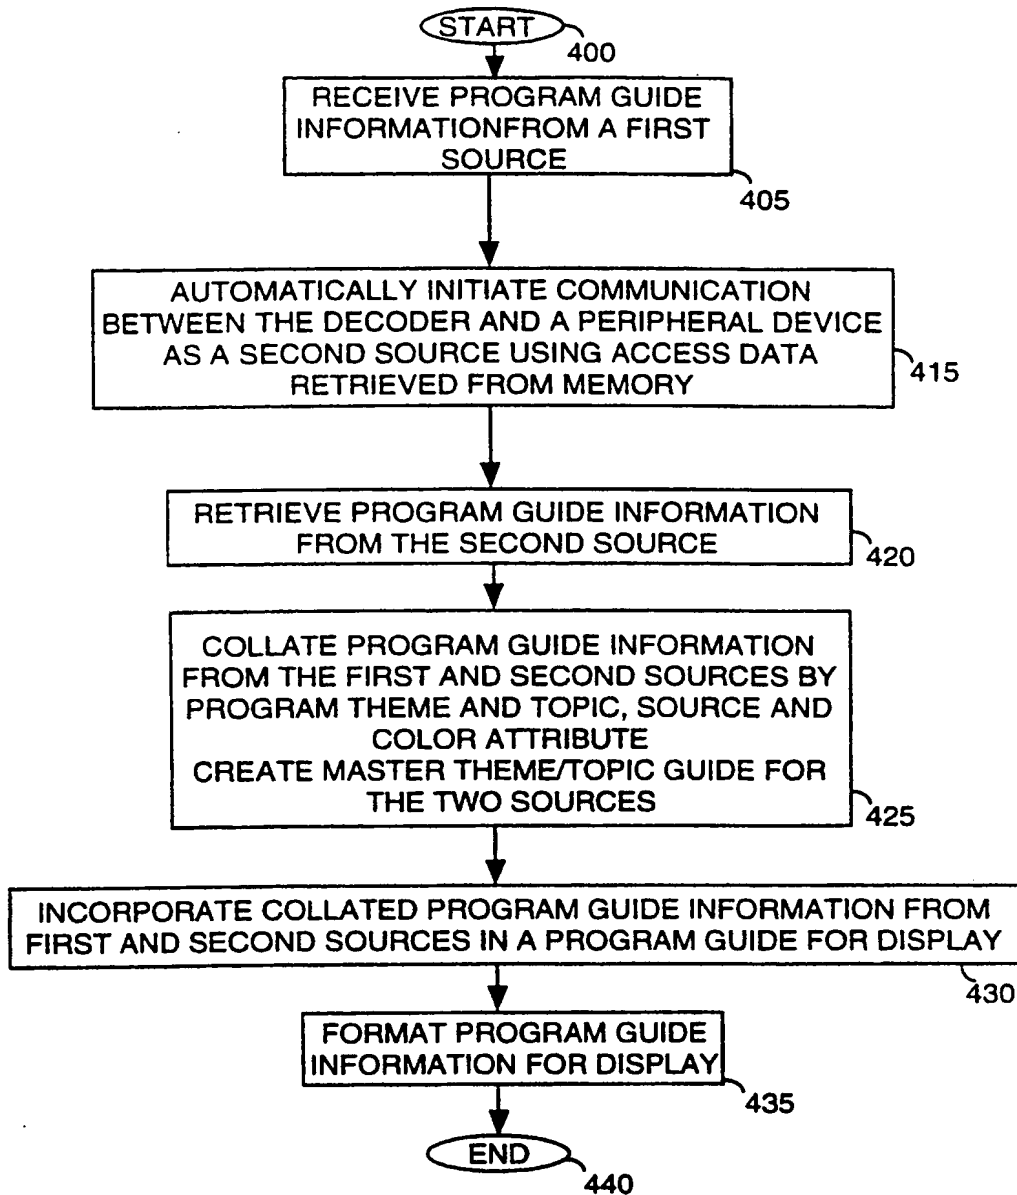 START
400
RECEIVE PROGRAM GUIDE
INFORMATIONFROM A FIRST
SOURCE
405
AUTOMATICALLY INITIATE COMMUNICATION
BETWEEN THE DECODER AND A PERIPHERAL DEVICE
AS A SECOND SOURCE USING ACCESS DATA
RETRIEVED FROM MEMORY
415
RETRIEVE PROGRAM GUIDE INFORMATION
FROM THE SECOND SOURCE
420
COLLATE PROGRAM GUIDE INFORMATION
FROM THE FIRST AND SECOND SOURCES BY
PROGRAM THEME AND TOPIC, SOURCE AND
COLOR ATTRIBUTE
CREATE MASTER THEME/TOPIC GUIDE FOR
THE TWO SOURCES
425
INCORPORATE COLLATED PROGRAM GUIDE INFORMATION FROM
FIRST AND SECOND SOURCES IN A PROGRAM GUIDE FOR DISPLAY
430
FORMAT PROGRAM GUIDE
INFORMATION FOR DISPLAY
435
END
440